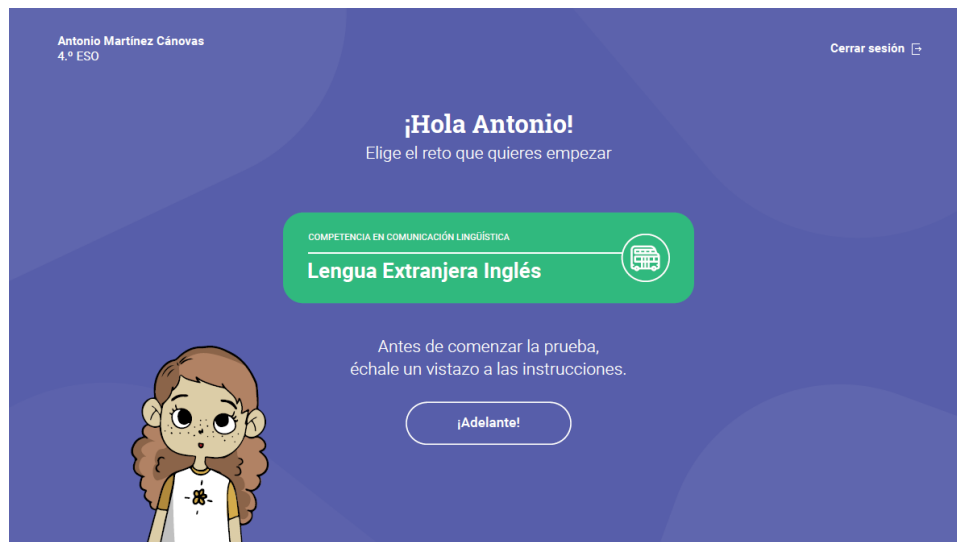 Antonio Martínez Cánovas
4.º ESO
Cerrar sesión
¡Hola Antonio!
Elige el reto que quieres empezar
COMPETENCIA EN COMUNICACIÓN LINGÜÍSTICA
Lengua Extranjera Inglés
Antes de comenzar la prueba,
échale un vistazo a las instrucciones.
¡Adelante!